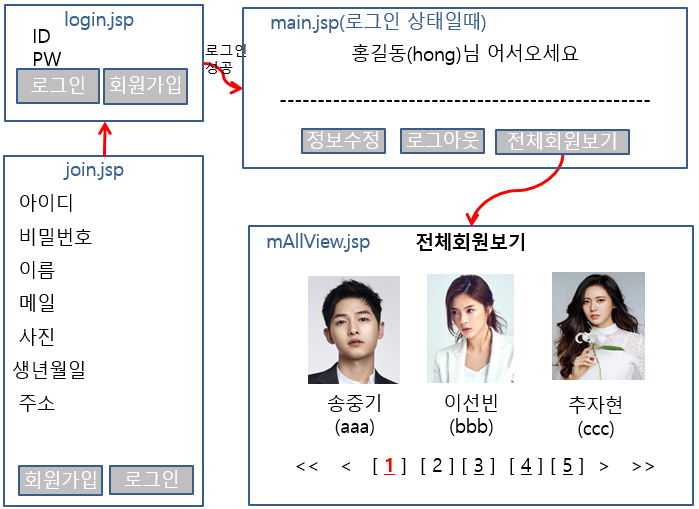 login.jsp
ID
PW
로그인 회원가입
로그인
성공
main.jsp(로그인 상태일때)
홍길동(hong)님 어서오세요
--------------------------------------------------
정보수정 로그아웃 전체회원보기
join.jsp
아이디
비밀번호
이름
메일
사진
생년월일
주소
회원가입 로그인
mAllView.jsp 전체회원보기
송중기 이선빈 추자현
(aaa) (bbb) (ccc)
<< < [ 1 ] [ 2 ] [ 3 ] [ 4 ] [ 5 ] > >>